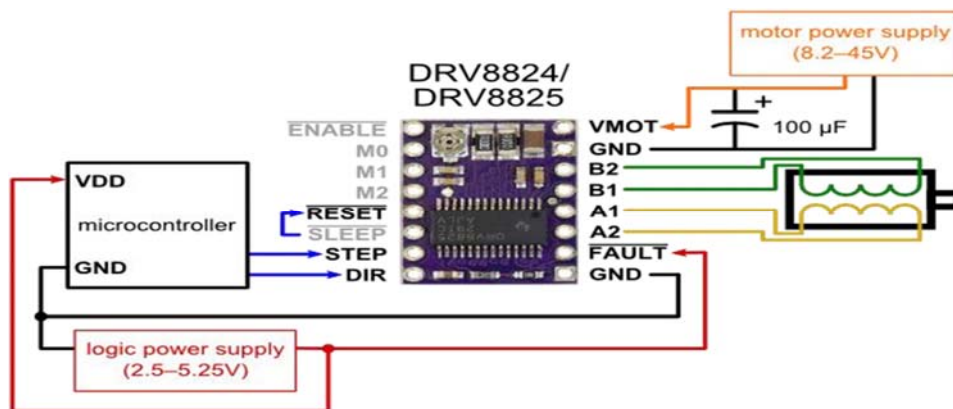 motor power supply
(8.2–45V)
DRV8824/
DRV8825
+
100 µF
ENABLE
M0
M1
M2
RESET
SLEEP
STEP
DIR
VMOT
GND
B2
B1
A1
A2
FAULT
GND
VDD
microcontroller
GND
logic power supply
(2.5–5.25V)